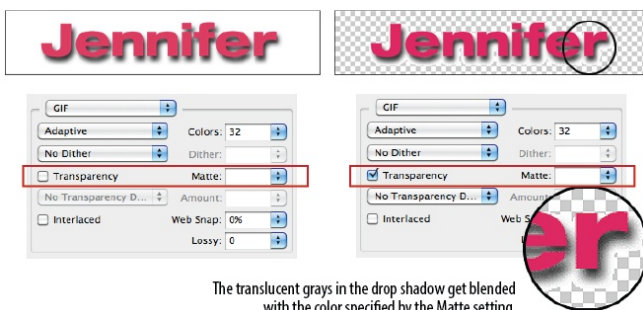 Jennifer
GIF
Adaptive
Colors: 32
No Dither
Dither:
Transparency
Matte:
No Transparency D...
Amount:
Interlaced
Web Snap: 0%
Lossy: 0
Jennifer
GIF
Adaptive
Colors: 32
No Dither
Dither:
Transparency
Matte:
No Transparency D...
Amount:
Interlaced
Web S
er
The translucent grays in the drop shadow get blended
with the color specified by the Matte setting.